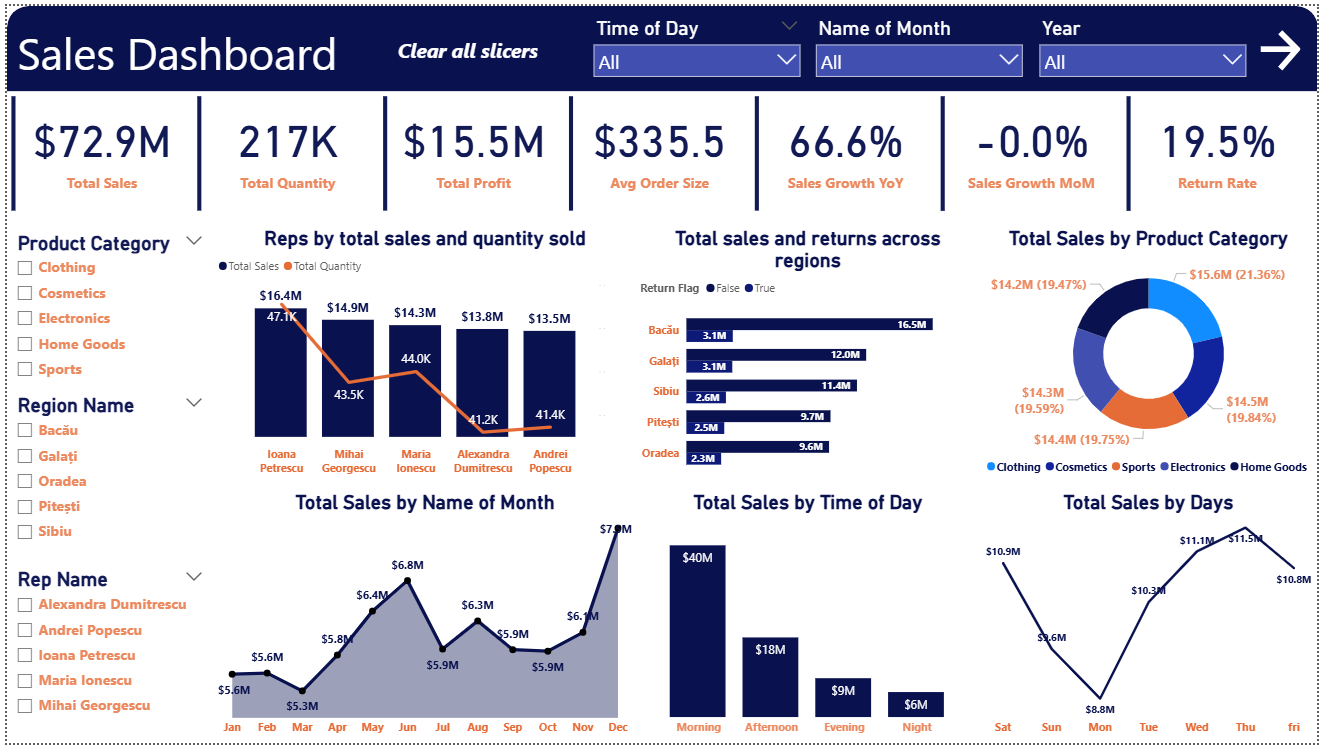 Sales Dashboard
Clear all slicers
Time of Day
All
Name of Month
All
Year
All
$72.9M
Total Sales
217K
Total Quantity
$15.5M
Total Profit
$335.5
Avg Order Size
66.6%
Sales Growth YoY
-0.0%
Sales Growth MoM
19.5%
Return Rate
Product Category
Clothing
Cosmetics
Electronics
Home Goods
Sports
Region Name
Bacău
Galați
Oradea
Pitești
Sibiu
Rep Name
Alexandra Dumitrescu
Andrei Popescu
Ioana Petrescu
Maria Ionescu
Mihai Georgescu
Reps by total sales and quantity sold
Total Sales Total Quantity
$16.4M
$14.9M
$14.3M
$13.8M
$13.5M
47.1K
43.5K
44.0K
41.2K
41.4K
Ioana
Petrescu
Mihai
Georgescu
Maria
Ionescu
Alexandra
Dumitrescu
Andrei
Popescu
Total sales and returns across
regions
Return Flag False True
Bacău
16.5M
3.1M
Galați
12.0M
3.1M
Sibiu
11.4M
2.6M
Pitești
9.7M
2.5M
Oradea
9.6M
2.3M
Total Sales by Product Category
$15.6M (21.36%)
$14.2M (19.47%)
$14.3M
(19.59%)
$14.5M
(19.84%)
$14.4M (19.75%)
Clothing Cosmetics Sports Electronics Home Goods
Total Sales by Name of Month
$5.6M
$5.6M
$5.3M
$5.8M
$6.4M
$6.8M
$5.9M
$6.3M
$5.9M
$5.9M
$6.1M
Jan Feb Mar Apr May Jun Jul Aug Sep Oct Nov Dec
Total Sales by Time of Day
$40M
$18M
$9M
$6M
Morning Afternoon Evening Night
Total Sales by Days
$10.9M
$9.6M
$8.8M
$10.3M
$11.1M
$11.5M
$10.8M
Sat Sun Mon Tue Wed Thu fri